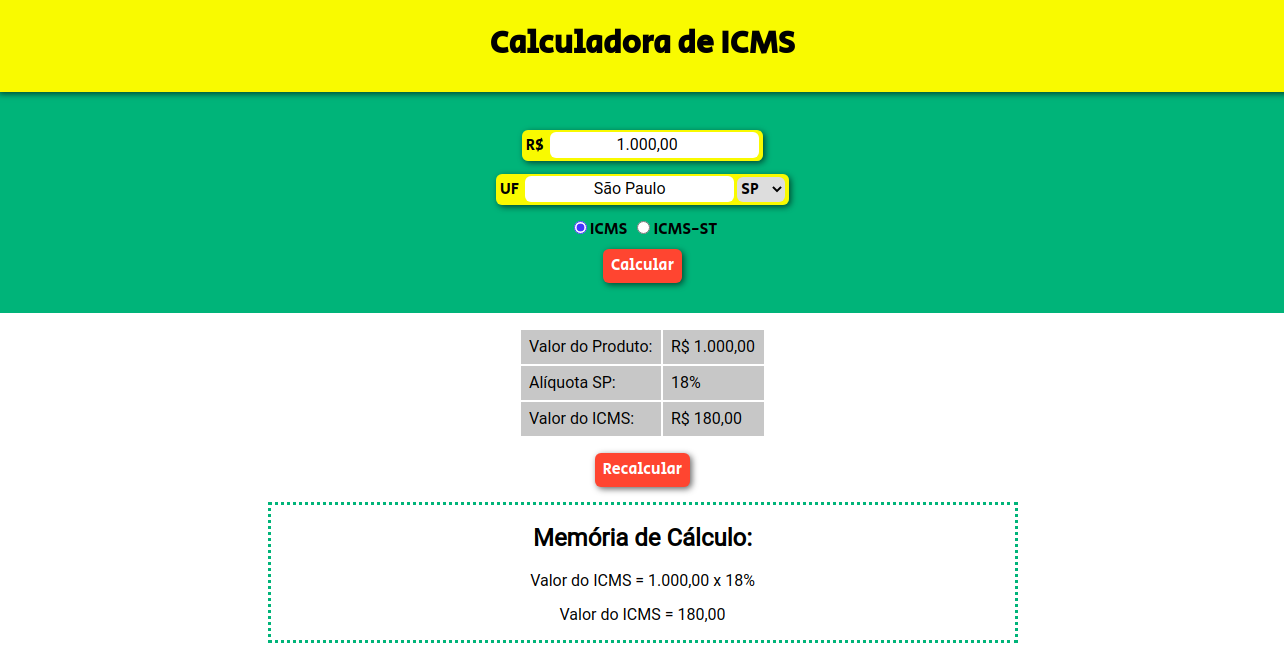 Calculadora de ICMS
R$ 1.000,00
UF São Paulo SP
ICMS ICMS-ST
Calcular
Valor do Produto: R$ 1.000,00
Alíquota SP: 18%
Valor do ICMS: R$ 180,00
Recalcular
Memória de Cálculo:
Valor do ICMS = 1.000,00 x 18%
Valor do ICMS = 180,00